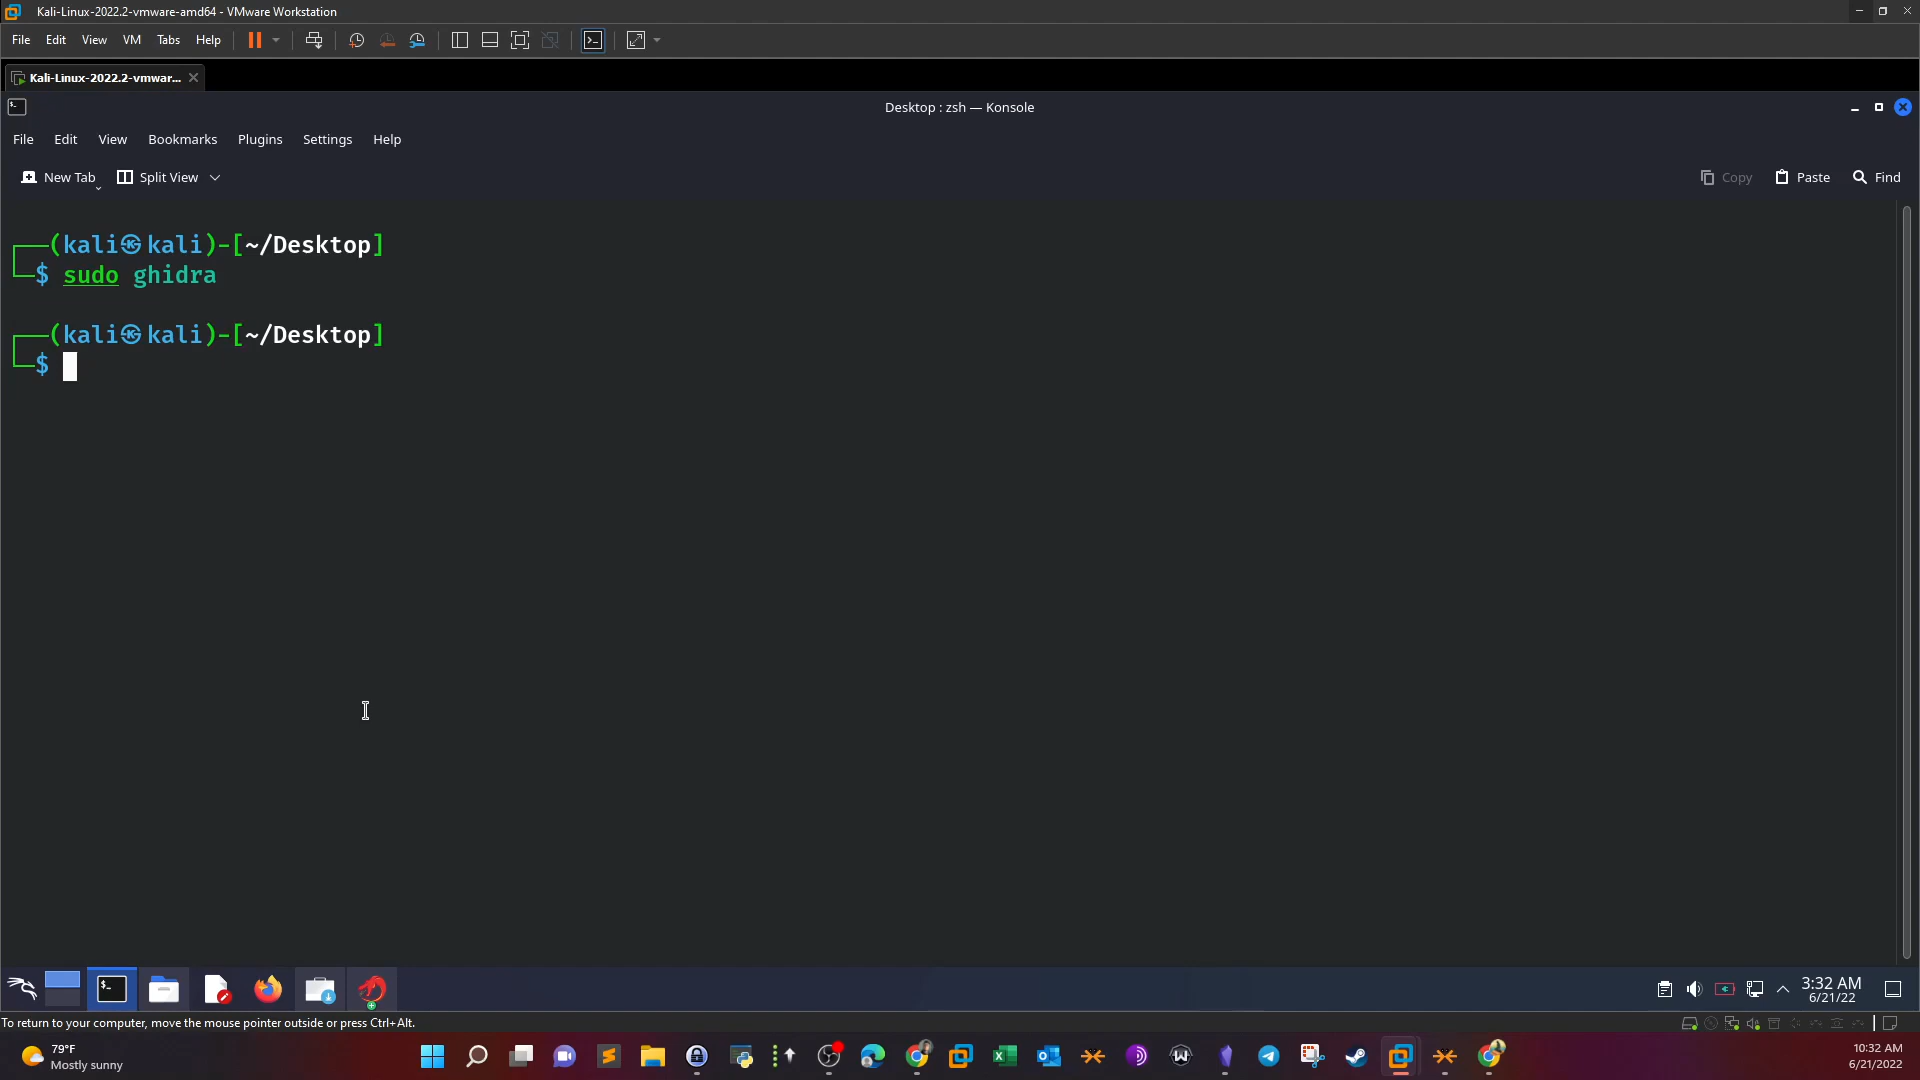 Kali-Linux-2022.2-vmware-amd64 - VMware Workstation
File Edit View VM Tabs Help
Kali-Linux-2022.2-vmwar...
Desktop : zsh — Konsole
File Edit View Bookmarks Plugins Settings Help
New Tab Split View Copy Paste Find
┌──(kali㉿kali)-[~/Desktop]
└─$ sudo ghidra
┌──(kali㉿kali)-[~/Desktop]
└─$
3:32 AM
6/21/22
To return to your computer, move the mouse pointer outside or press Ctrl+Alt.
79°F
Mostly sunny
10:32 AM
6/21/2022